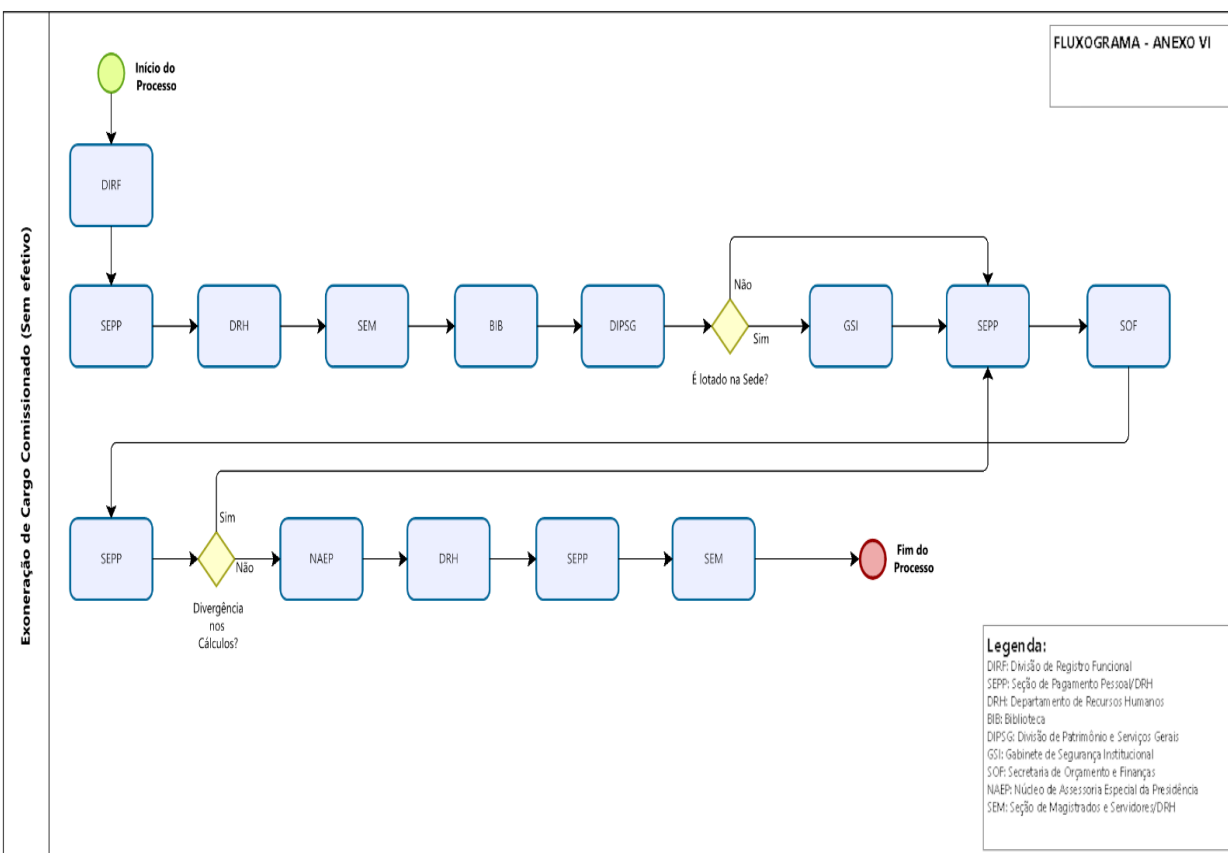 FLUXOGRAMA - ANEXO VI
Exoneração de Cargo Comissionado (Sem efetivo)
Início do
Processo
DIRF
SEPP
DRH
SEM
BIB
DIPSG
Não
Sim
É lotado na Sede?
GSI
SEPP
SOF
SEPP
Sim
Não
Divergência
nos
Cálculos?
NAEP
DRH
SEPP
SEM
Fim do
Processo
Legenda:
DIRF: Divisão de Registro Funcional
SEPP: Seção de Pagamento Pessoal/DRH
DRH: Departamento de Recursos Humanos
BIB: Biblioteca
DIPSG: Divisão de Patrimônio e Serviços Gerais
GSI: Gabinete de Segurança Institucional
SOF: Secretaria de Orçamento e Finanças
NAEP: Núcleo de Assessoria Especial da Presidência
SEM: Seção de Magistrados e Servidores/DRH